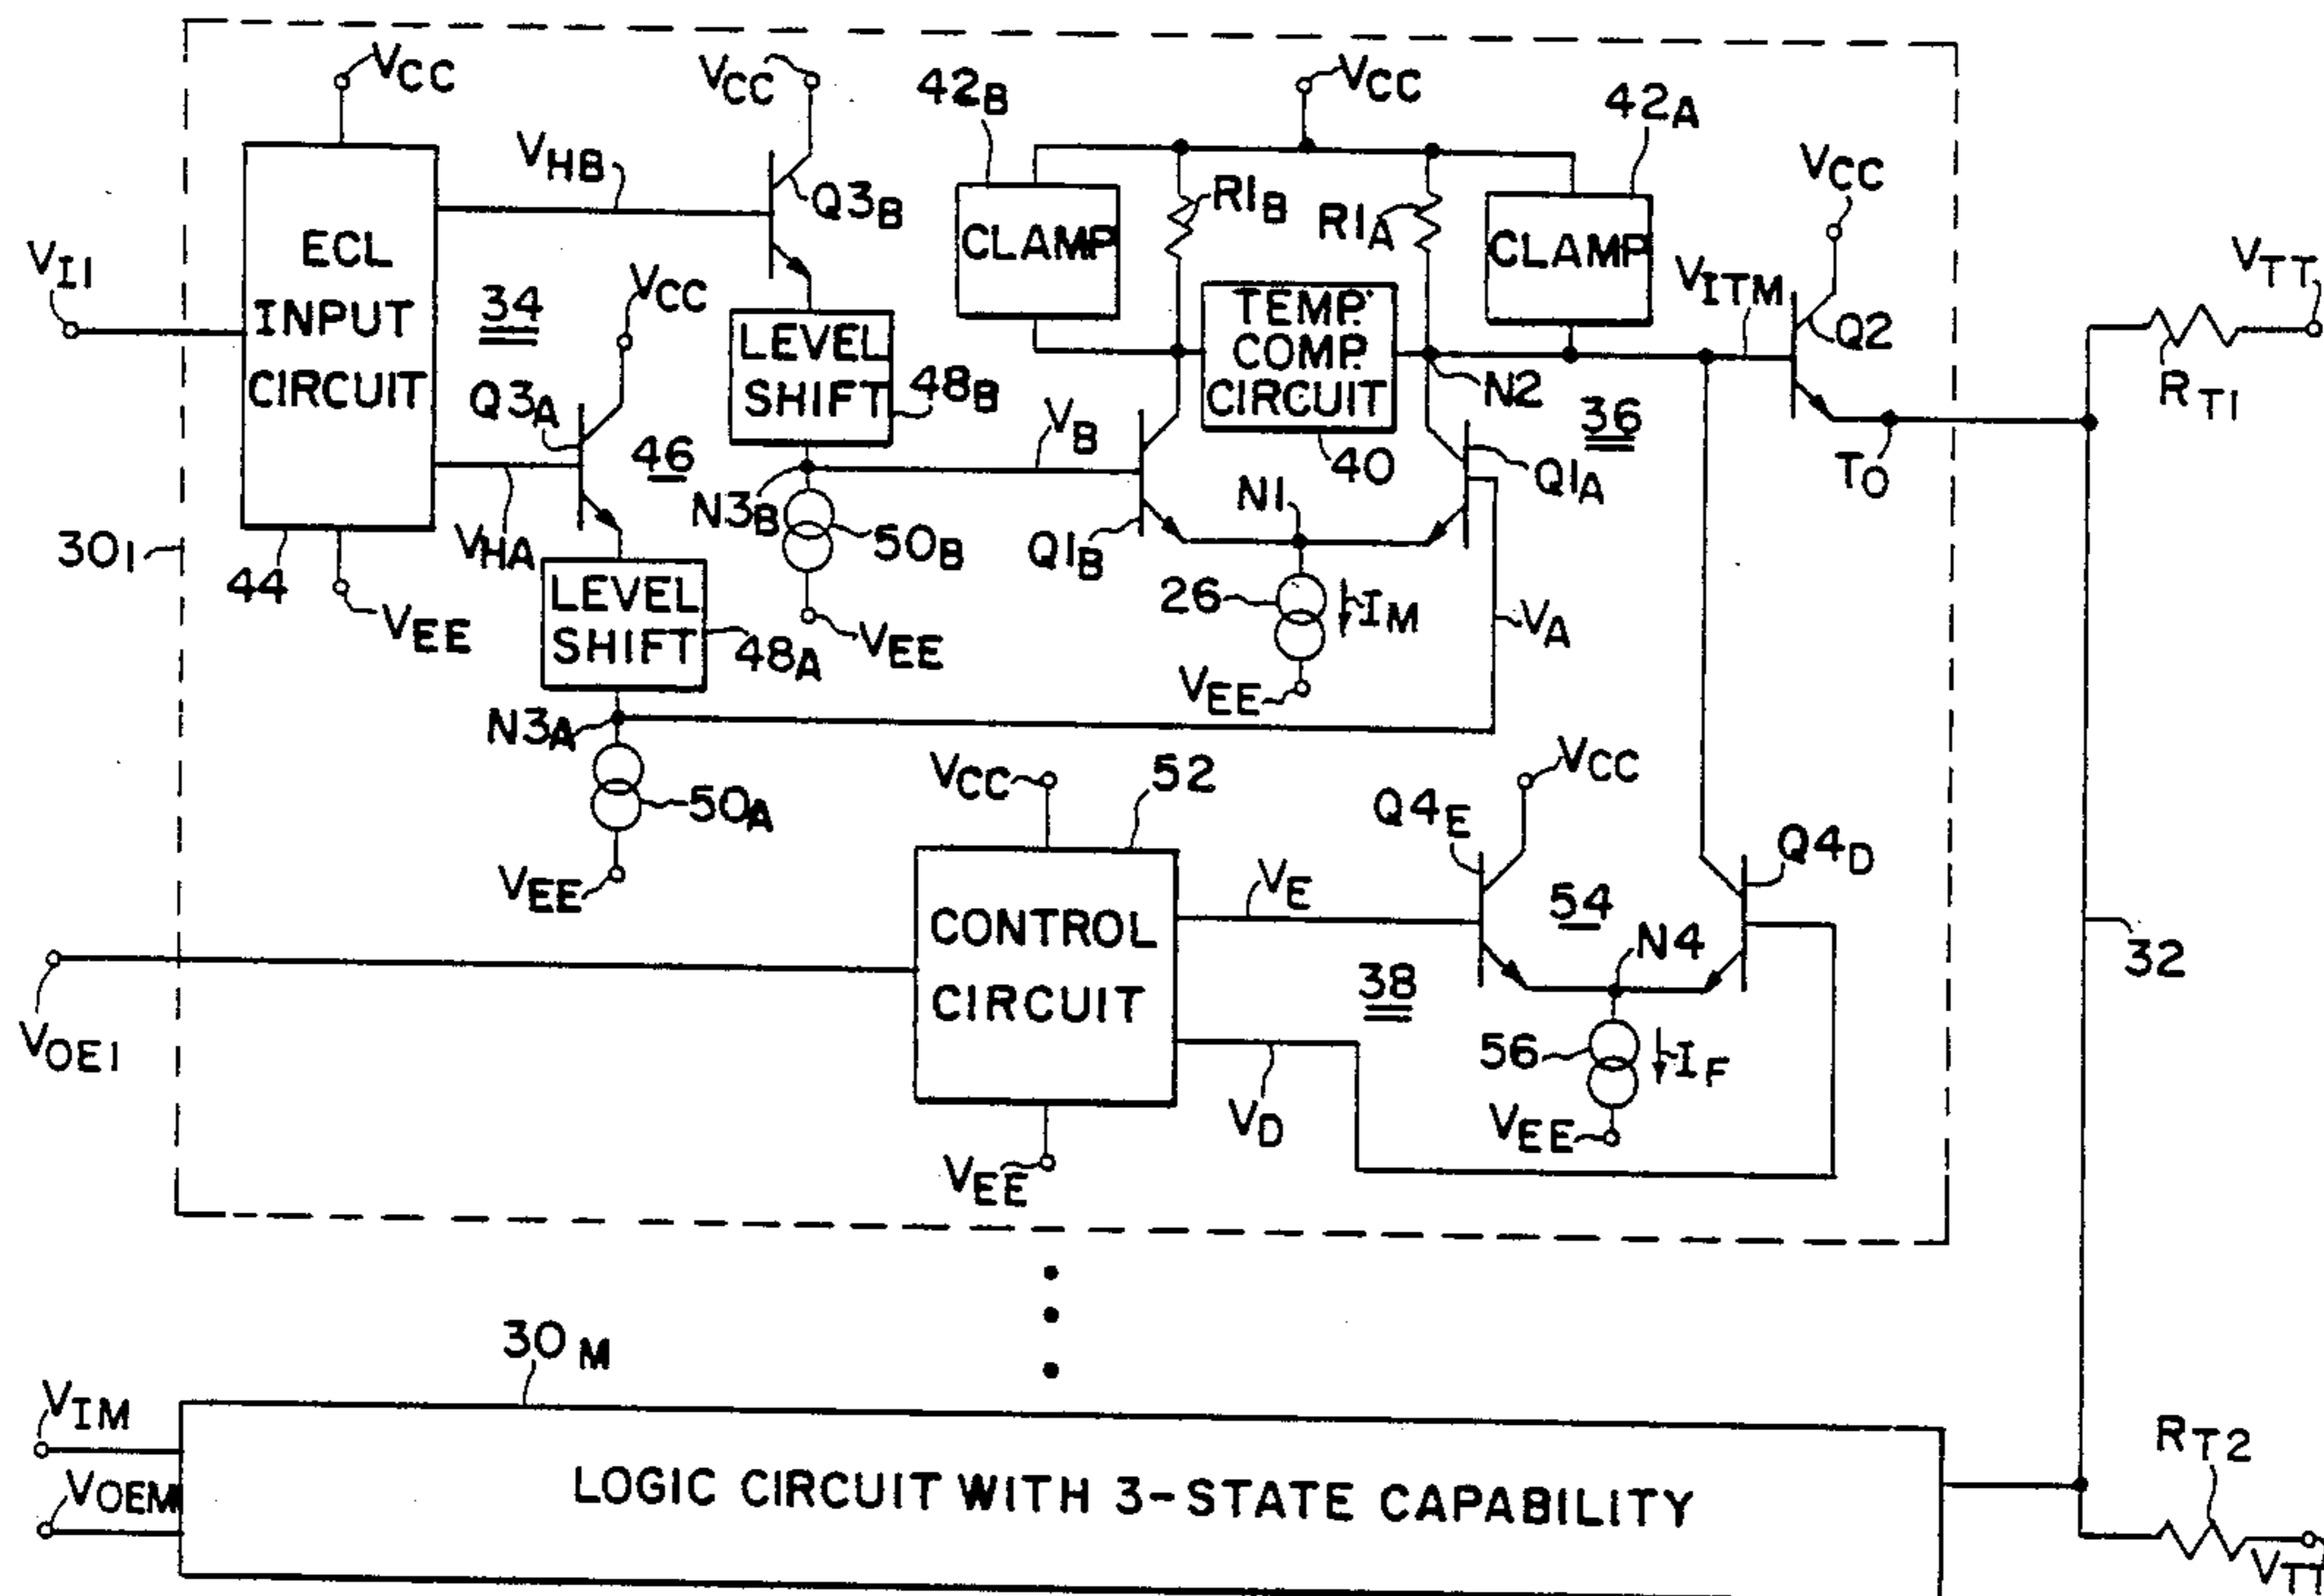 VCC
VCC
VCC
42B
42A
VHB
Q3B
R1B
R1A
VCC
VI1
ECL
INPUT
CIRCUIT
34
VCC
CLAMP
CLAMP
VITM
Q2
VTT
RT1
LEVEL
SHIFT
48B
TEMP.
COMP.
CIRCUIT
40
N2
36
Q3A
46
VB
Q1A
TO
N3B
N1
301
44
VHA
50B
Q1B
VEE
LEVEL
SHIFT
48A
VEE
26
IM
VA
VEE
N3A
VCC
52
VCC
50A
Q4E
Q4D
VEE
VE
54
CONTROL
CIRCUIT
38
N4
32
VOE1
56
IF
VD
VEE
VEE
30M
VIM
RT2
VOEM
LOGIC CIRCUIT WITH 3-STATE CAPABILITY
VTT